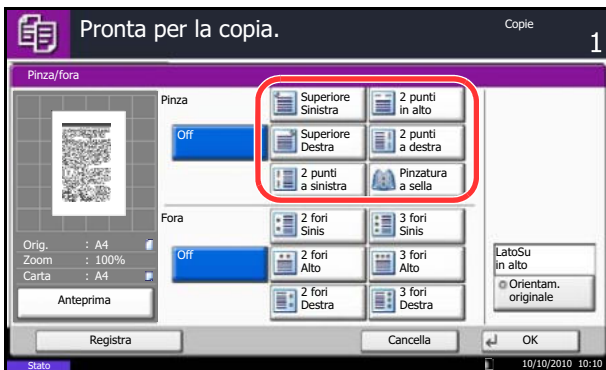 Pronta per la copia.
Copie
1
Pinza/fora
Pinza
Off
Superiore
Sinistra
2 punti
in alto
Superiore
Destra
2 punti
a destra
2 punti
a sinistra
Pinzatura
a sella
Fora
Off
2 fori
Sinis
3 fori
Sinis
2 fori
Alto
3 fori
Alto
2 fori
Destra
3 fori
Destra
Orig. : A4
Zoom : 100%
Carta : A4
Anteprima
LatoSu
in alto
Orientam.
originale
Registra
Cancella
OK
Stato
10/10/2010 10:10